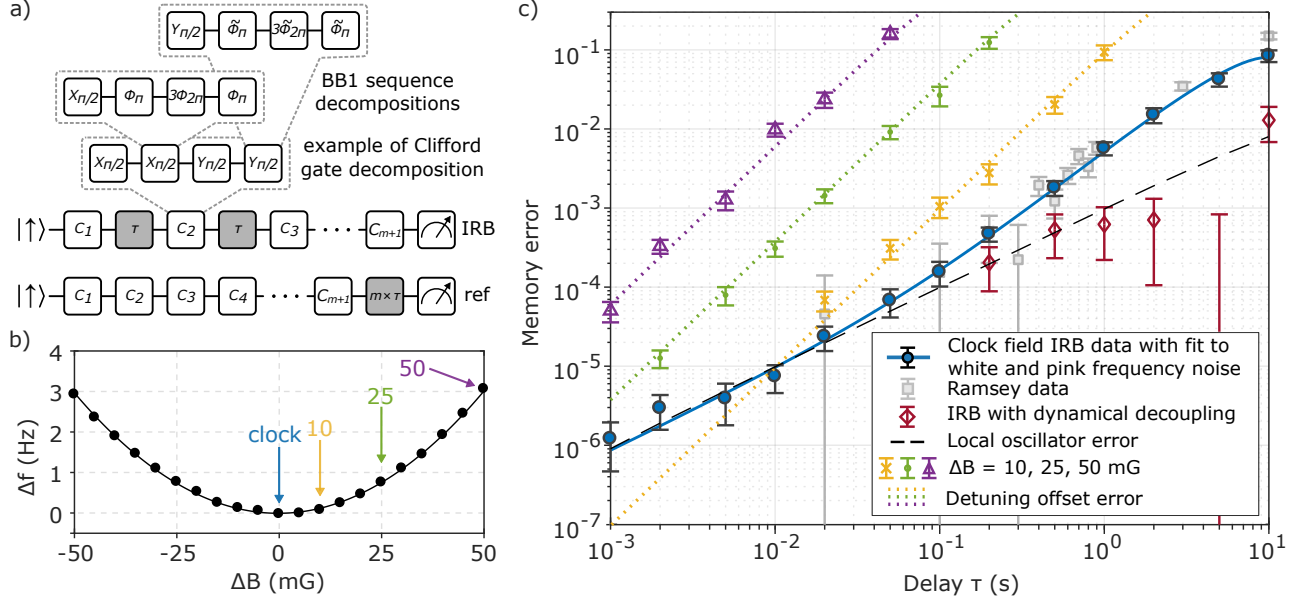 a)
Yπ/2 Φ̃π 3Φ̃2π Φ̃π
Xπ/2 Φπ 3Φ2π Φπ
BB1 sequence
decompositions
Xπ/2 Xπ/2 Yπ/2 Yπ/2
example of Clifford
gate decomposition
|↑⟩ C1 τ C2 τ C3 · · · · Cm+1 IRB
|↑⟩ C1 C2 C3 C4 · · · · Cm+1 m×τ ref
b)
4
3
2
1
0
Δf (Hz)
50
25
clock
10
-50 -25 0 25 50
ΔB (mG)
c)
Memory error
10⁻¹
10⁻²
10⁻³
10⁻⁴
10⁻⁵
10⁻⁶
10⁻⁷
Clock field IRB data with fit to
white and pink frequency noise
Ramsey data
IRB with dynamical decoupling
Local oscillator error
ΔB = 10, 25, 50 mG
Detuning offset error
10⁻³ 10⁻² 10⁻¹ 10⁰ 10¹
Delay τ (s)